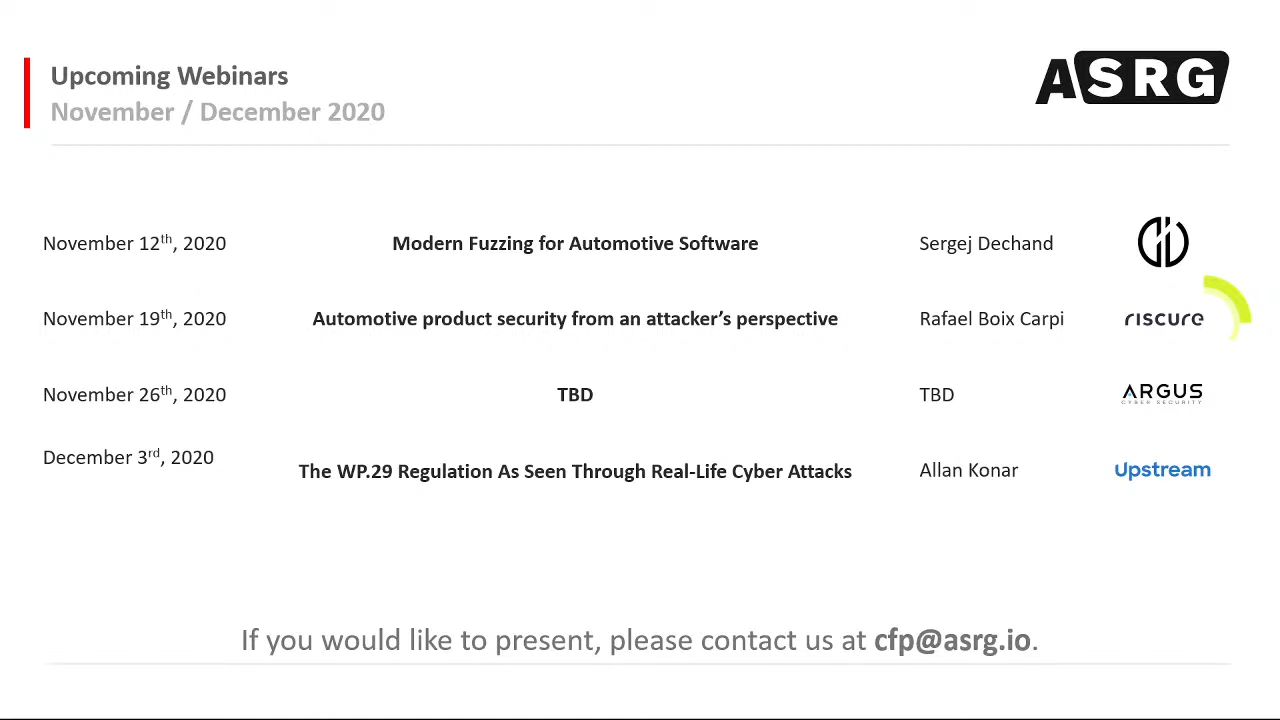 Upcoming Webinars
November / December 2020
ASRG
November 12th, 2020 Modern Fuzzing for Automotive Software Sergej Dechand
November 19th, 2020 Automotive product security from an attacker’s perspective Rafael Boix Carpi riscure
November 26th, 2020 TBD TBD ARGUS
CYBER SECURITY
December 3rd, 2020 The WP.29 Regulation As Seen Through Real-Life Cyber Attacks Allan Konar Upstream
If you would like to present, please contact us at cfp@asrg.io.